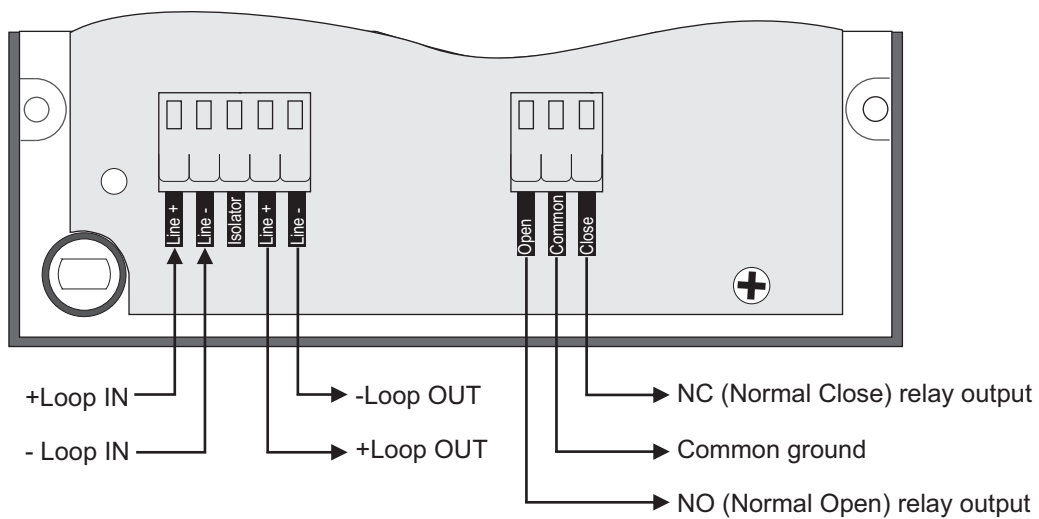 Line +
Line -
Isolator
Line +
Line -
Open
Common
Close
+Loop IN
- Loop IN
-Loop OUT
+Loop OUT
NC (Normal Close) relay output
Common ground
NO (Normal Open) relay output